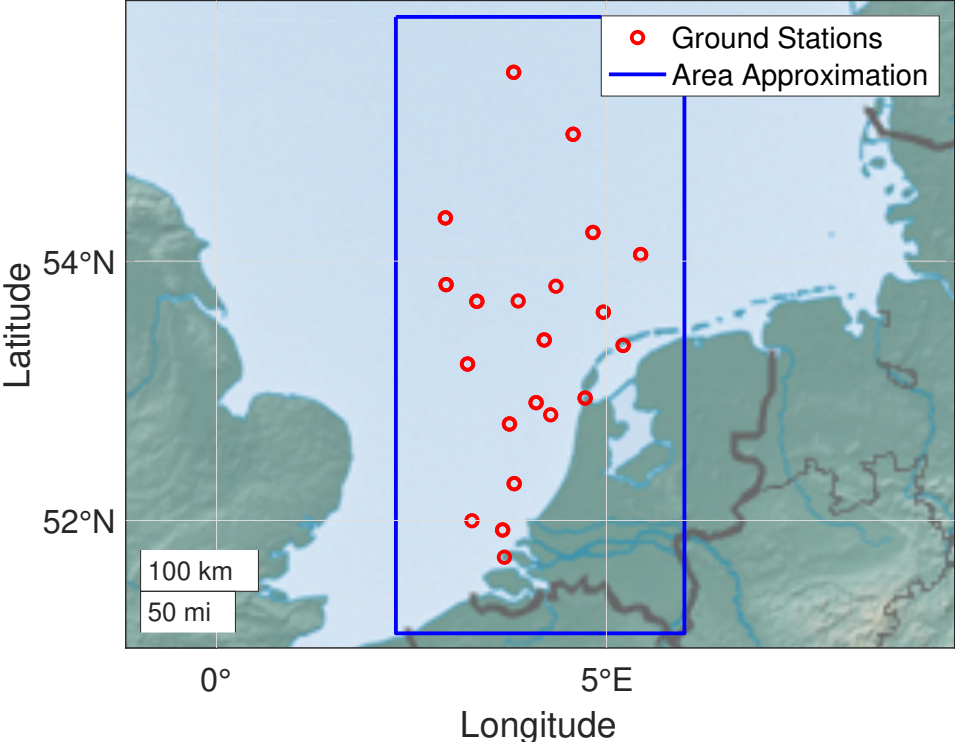 Ground Stations
Area Approximation
54°N
52°N
Latitude
100 km
50 mi
0°
5°E
Longitude